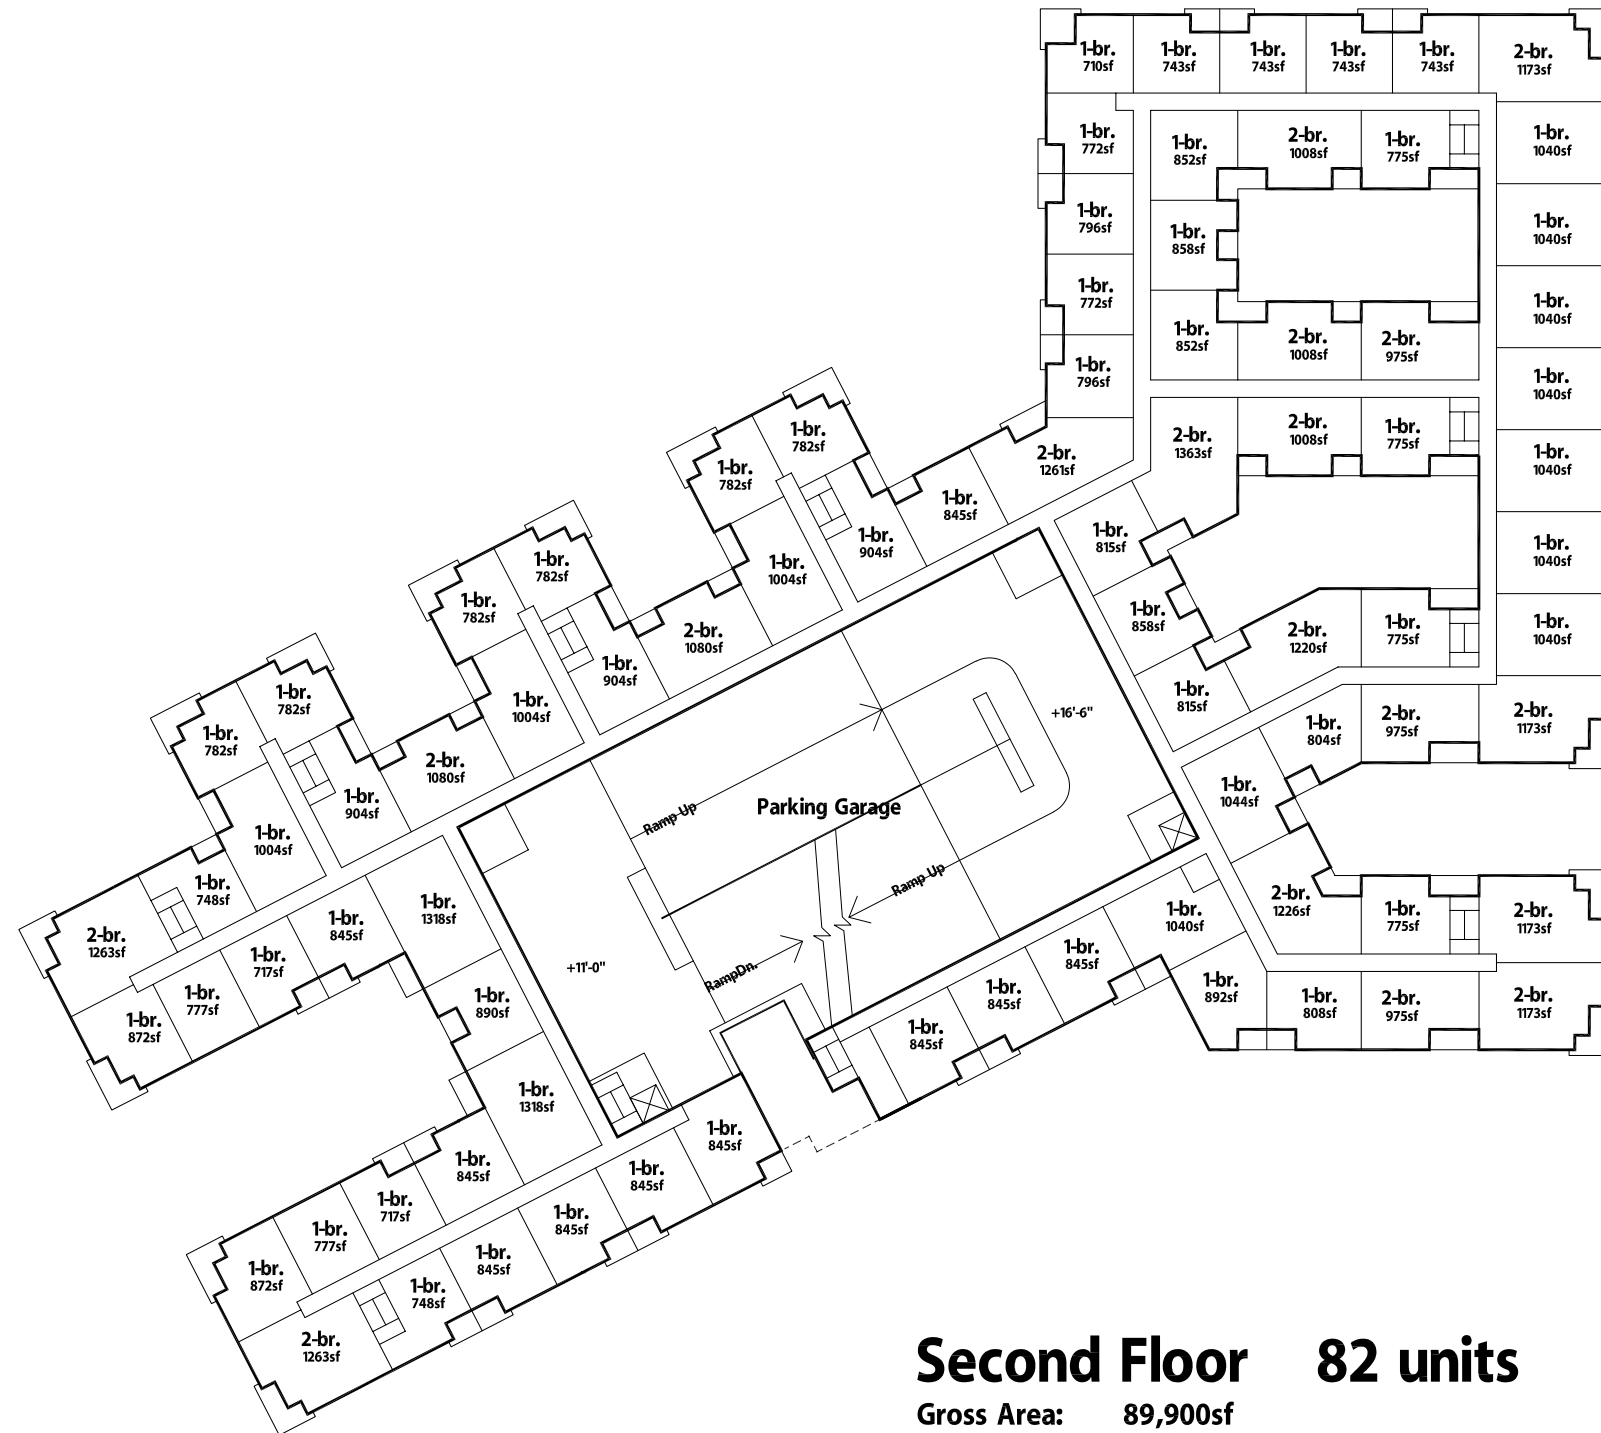 1-br.
710sf
1-br.
743sf
1-br.
743sf
1-br.
743sf
1-br.
743sf
2-br.
1173sf
1-br.
772sf
1-br.
852sf
2-br.
1008sf
1-br.
775sf
1-br.
1040sf
1-br.
796sf
1-br.
858sf
1-br.
1040sf
1-br.
772sf
1-br.
852sf
2-br.
1008sf
2-br.
975sf
1-br.
1040sf
1-br.
796sf
1-br.
1040sf
1-br.
782sf
1-br.
782sf
2-br.
1261sf
2-br.
1363sf
2-br.
1008sf
1-br.
775sf
1-br.
1040sf
1-br.
845sf
1-br.
904sf
1-br.
815sf
1-br.
1040sf
1-br.
782sf
1-br.
782sf
1-br.
1004sf
1-br.
858sf
2-br.
1220sf
1-br.
775sf
1-br.
1040sf
2-br.
1080sf
1-br.
904sf
1-br.
1004sf
1-br.
815sf
+16'-6"
1-br.
782sf
1-br.
782sf
1-br.
804sf
2-br.
975sf
2-br.
1173sf
2-br.
1080sf
1-br.
904sf
1-br.
1044sf
Ramp Up
Parking Garage
1-br.
1004sf
Ramp Up
1-br.
748sf
2-br.
1263sf
1-br.
845sf
1-br.
1318sf
2-br.
1226sf
1-br.
775sf
2-br.
1173sf
1-br.
1040sf
1-br.
717sf
1-br.
777sf
1-br.
872sf
+11'-0"
RampDn.
1-br.
845sf
1-br.
845sf
1-br.
845sf
1-br.
892sf
1-br.
808sf
2-br.
975sf
2-br.
1173sf
1-br.
890sf
1-br.
1318sf
1-br.
845sf
1-br.
845sf
1-br.
845sf
1-br.
717sf
1-br.
777sf
1-br.
872sf
1-br.
845sf
1-br.
845sf
1-br.
748sf
2-br.
1263sf
Second Floor 82 units
Gross Area: 89,900sf